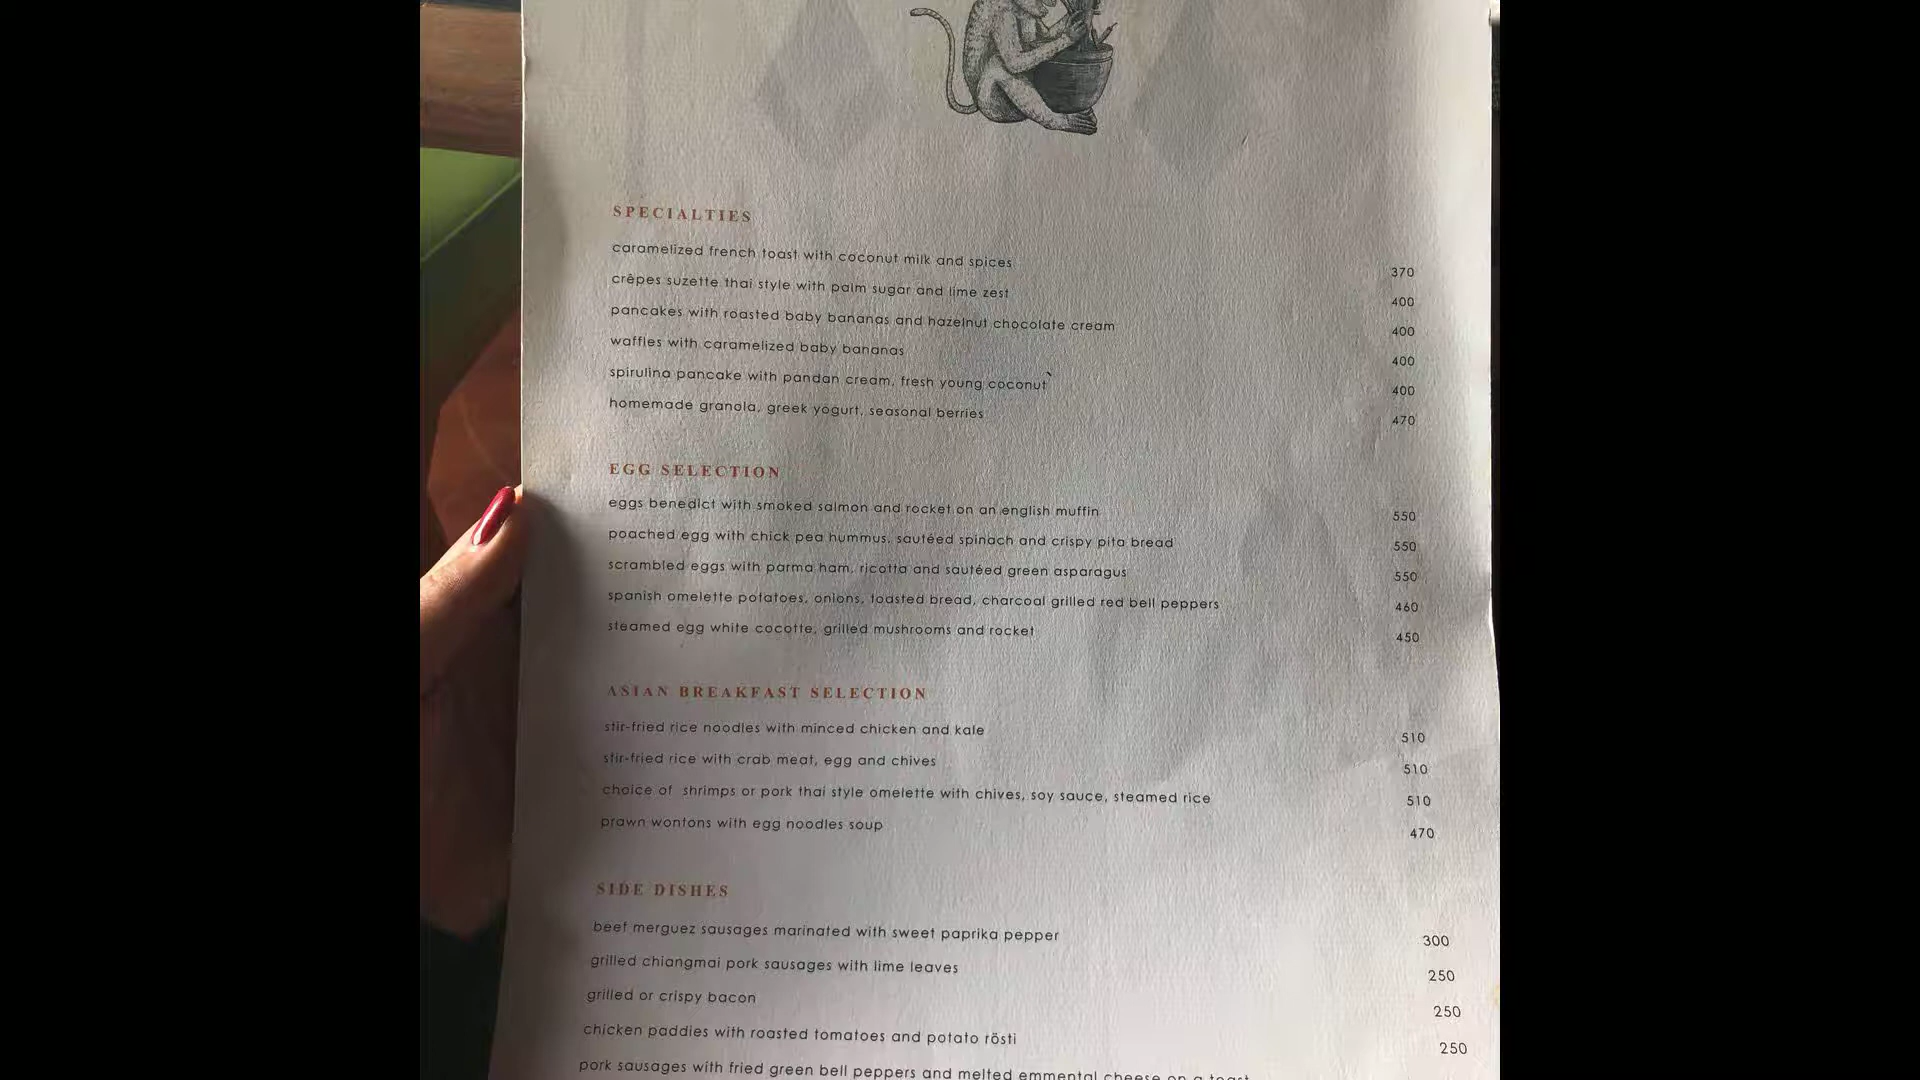 SPECIALTIES
caramelized french toast with coconut milk and spices 370
crêpes suzette thai style with palm sugar and lime zest 400
pancakes with roasted baby bananas and hazelnut chocolate cream 400
waffles with caramelized baby bananas 400
spirulina pancake with pandan cream, fresh young coconut 400
homemade granola, greek yogurt, seasonal berries 470
EGG SELECTION
eggs benedict with smoked salmon and rocket on an english muffin 550
poached egg with chick pea hummus, sautéed spinach and crispy pita bread 550
scrambled eggs with parma ham, ricotta and sautéed green asparagus 550
spanish omelette potatoes, onions, toasted bread, charcoal grilled red bell peppers 460
steamed egg white cocotte, grilled mushrooms and rocket 450
ASIAN BREAKFAST SELECTION
stir-fried rice noodles with minced chicken and kale 510
stir-fried rice with crab meat, egg and chives 510
choice of shrimps or pork thai style omelette with chives, soy sauce, steamed rice 510
prawn wontons with egg noodles soup 470
SIDE DISHES
beef merguez sausages marinated with sweet paprika pepper 300
grilled chiangmai pork sausages with lime leaves 250
grilled or crispy bacon 250
chicken paddies with roasted tomatoes and potato rösti 250
pork sausages with fried green bell peppers and melted emmental cheese on a toast